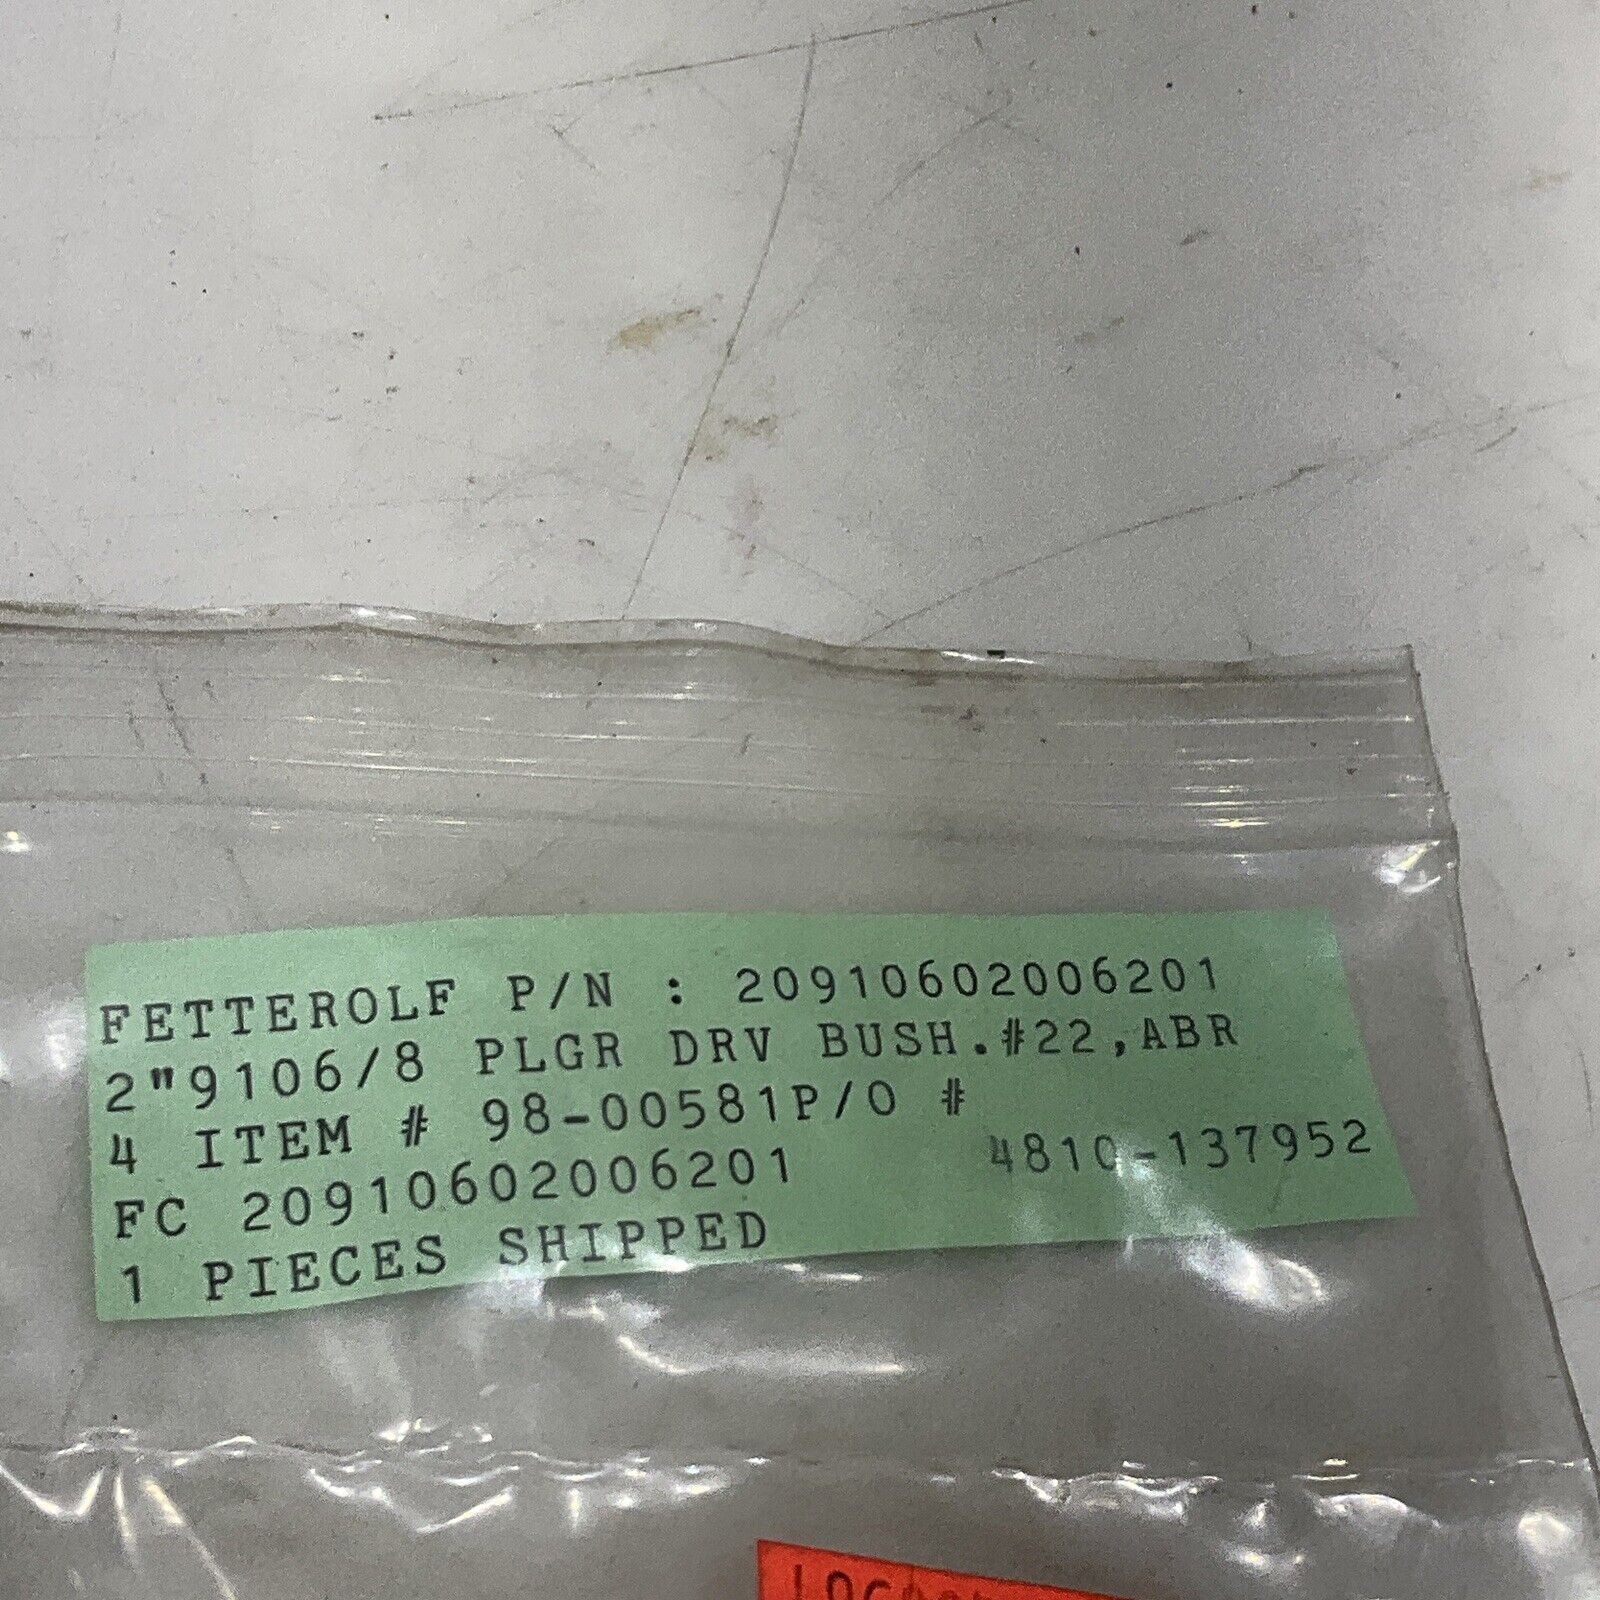 FETTEROLF P/N : 20910602006201
2"9106/8 PLGR DRV BUSH.#22,ABR
4 ITEM # 98-00581P/O #
FC 20910602006201 4810-137952
1 PIECES SHIPPED